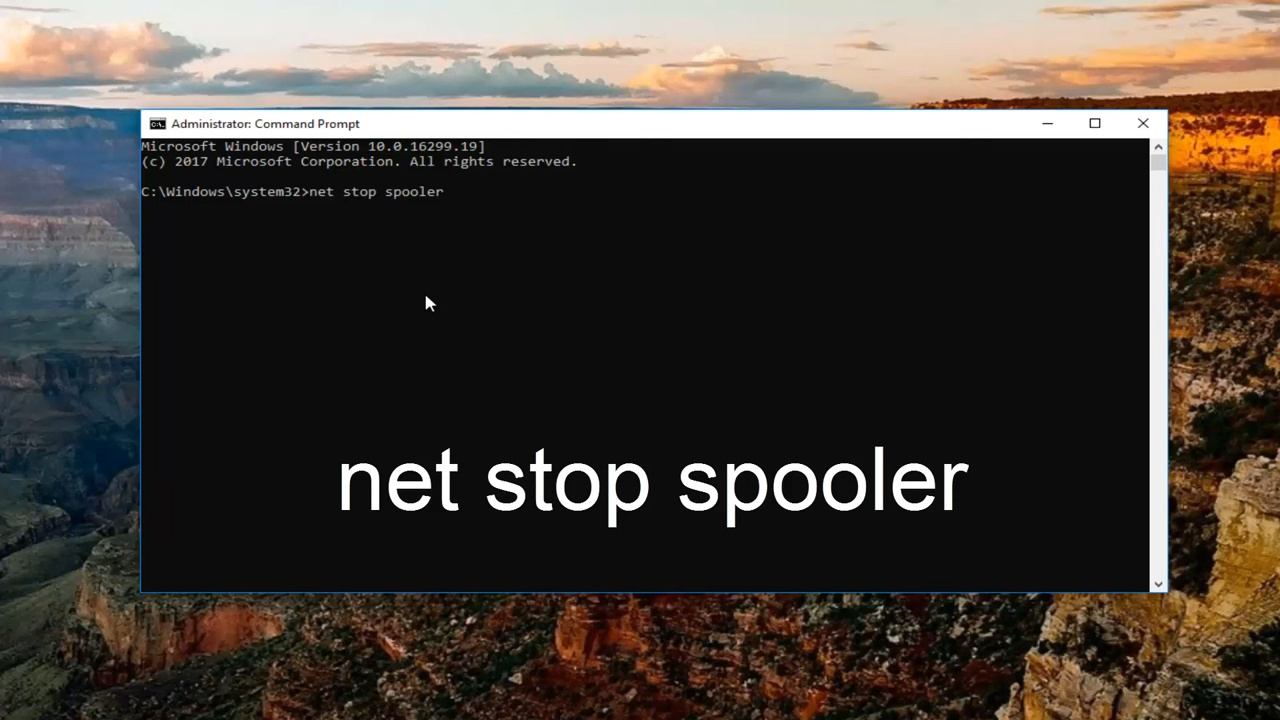 Administrator: Command Prompt
Microsoft Windows [Version 10.0.16299.19]
(c) 2017 Microsoft Corporation. All rights reserved.
C:\Windows\system32>net stop spooler
net stop spooler